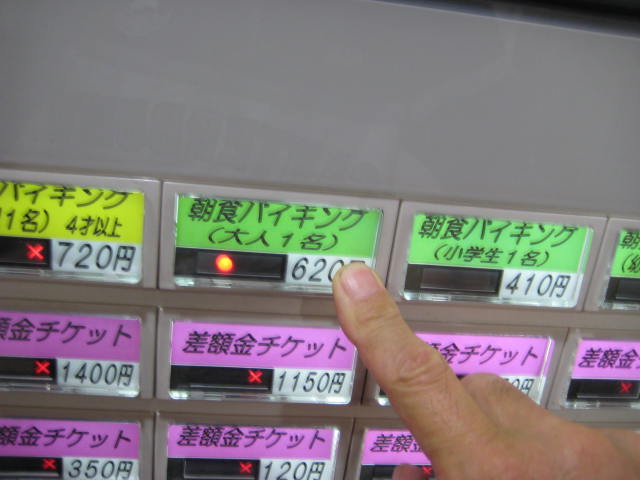 バイキング
1名) 4才以上
720円
朝食バイキング
(大人1名)
620円
朝食バイキング
(小学生1名)
410円
差額金チケット
1400円
差額金チケット
1150円
金チケット
差額金
差額金チケット
350円
差額金チケット
120円
差額金チ